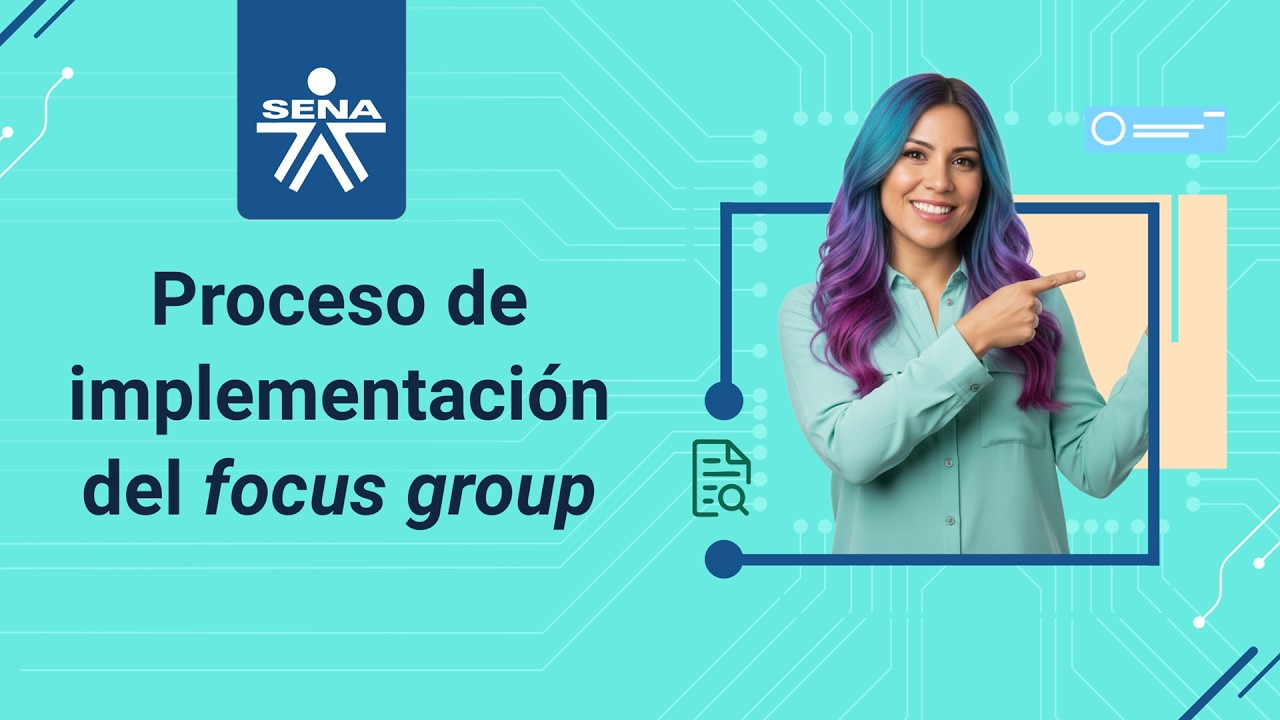 SENA
Proceso de
implementación
del focus group